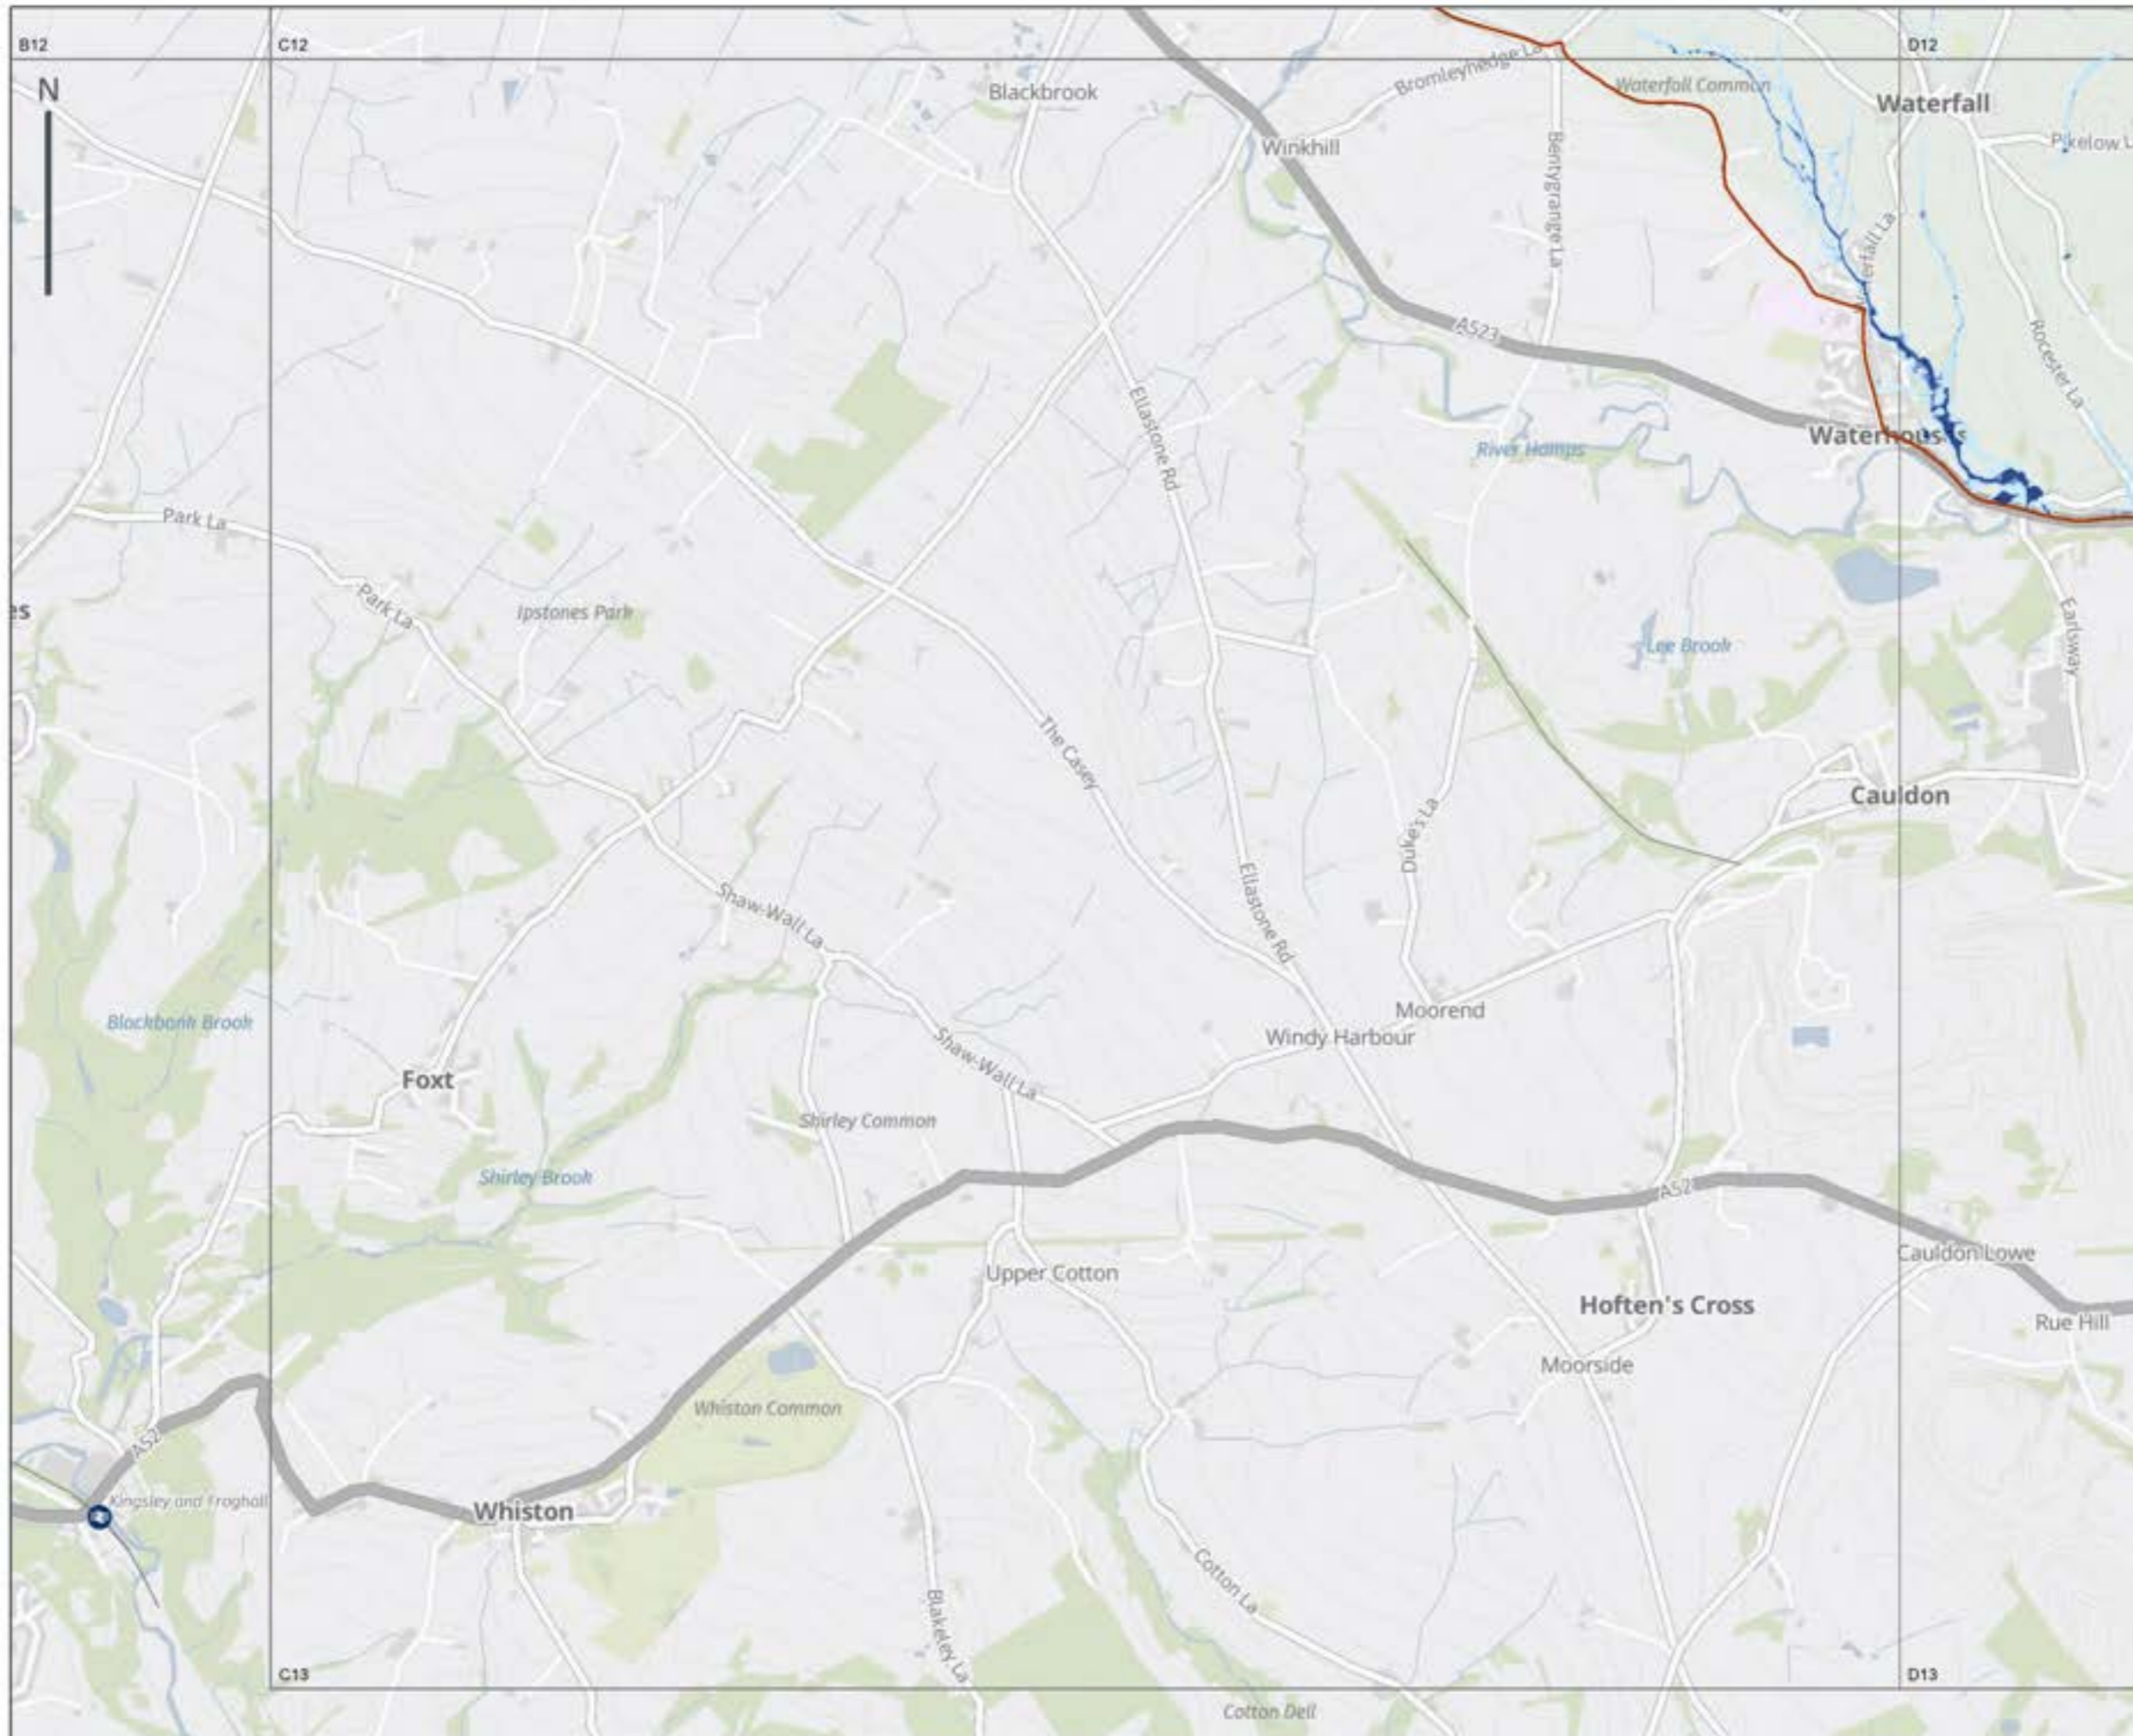 B12
C12
D12
N
Blackbrook
Bromleyhedge La
Waterfall Common
Waterfall
Winkhill
Bentygrange La
A523
Rocester La
Ellastone Rd
River Hamps
Park La
Park La
Ipstones Park
Lee Brook
Earlsway
The Casey
Cauldon
Duke's La
Shaw-Wall La
Ellastone Rd
Blackbank Brook
Moorend
Windy Harbour
Foxt
Shaw-Wall La
Shirley Common
Shirley Brook
A52
Cauldon Lowe
Upper Cotton
Hoften's Cross
Rue Hill
Moorside
Whiston Common
A52
Kingsley and Froghall
Whiston
Cotton La
Blakeley La
C13
D13
Cotton Dell